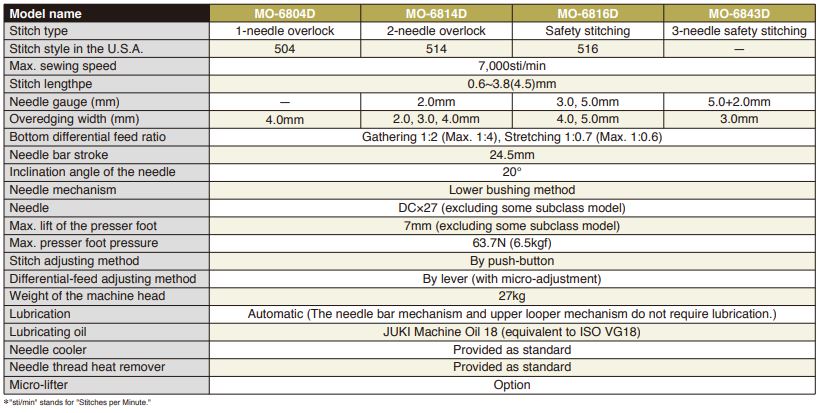 Model name MO-6804D MO-6814D MO-6816D MO-6843D
Stitch type 1-needle overlock 2-needle overlock Safety stitching 3-needle safety stitching
Stitch style in the U.S.A. 504 514 516 —
Max. sewing speed 7,000sti/min
Stitch lengthpe 0.6~3.8(4.5)mm
Needle gauge (mm) — 2.0mm 3.0, 5.0mm 5.0+2.0mm
Overedging width (mm) 4.0mm 2.0, 3.0, 4.0mm 4.0, 5.0mm 3.0mm
Bottom differential feed ratio Gathering 1:2 (Max. 1:4), Stretching 1:0.7 (Max. 1:0.6)
Needle bar stroke 24.5mm
Inclination angle of the needle 20°
Needle mechanism Lower bushing method
Needle DC×27 (excluding some subclass model)
Max. lift of the presser foot 7mm (excluding some subclass model)
Max. presser foot pressure 63.7N (6.5kgf)
Stitch adjusting method By push-button
Differential-feed adjusting method By lever (with micro-adjustment)
Weight of the machine head 27kg
Lubrication Automatic (The needle bar mechanism and upper looper mechanism do not require lubrication.)
Lubricating oil JUKI Machine Oil 18 (equivalent to ISO VG18)
Needle cooler Provided as standard
Needle thread heat remover Provided as standard
Micro-lifter Option
＊"sti/min" stands for "Stitches per Minute."